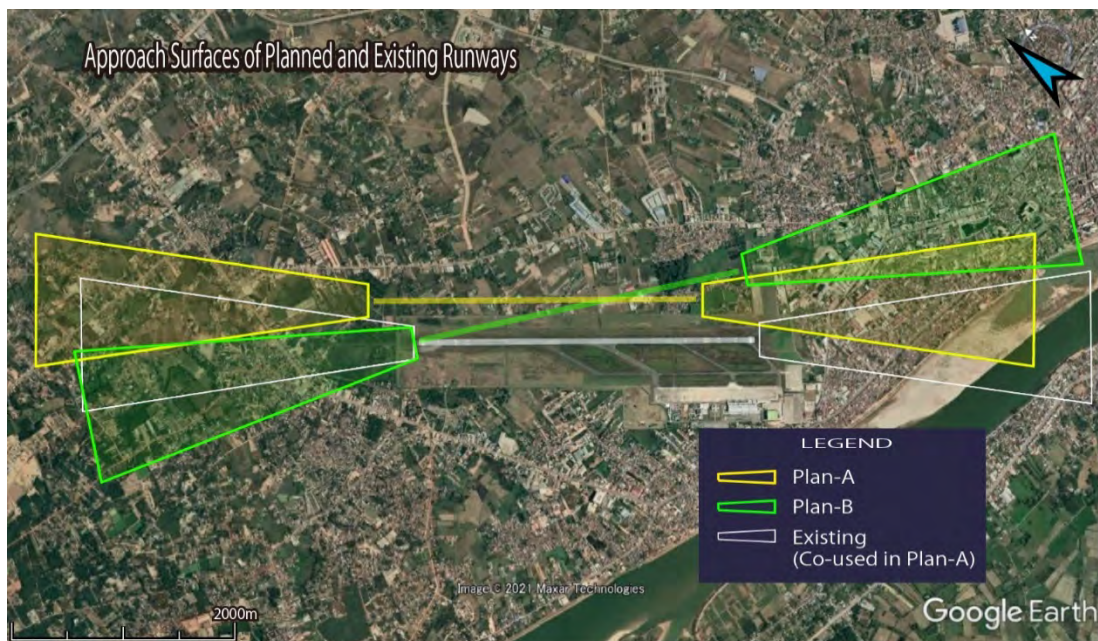 Approach Surfaces of Planned and Existing Runways
LEGEND
Plan-A
Plan-B
Existing
(Co-used in Plan-A)
Image © 2021 Maxar Technologies
2000m
Google Earth